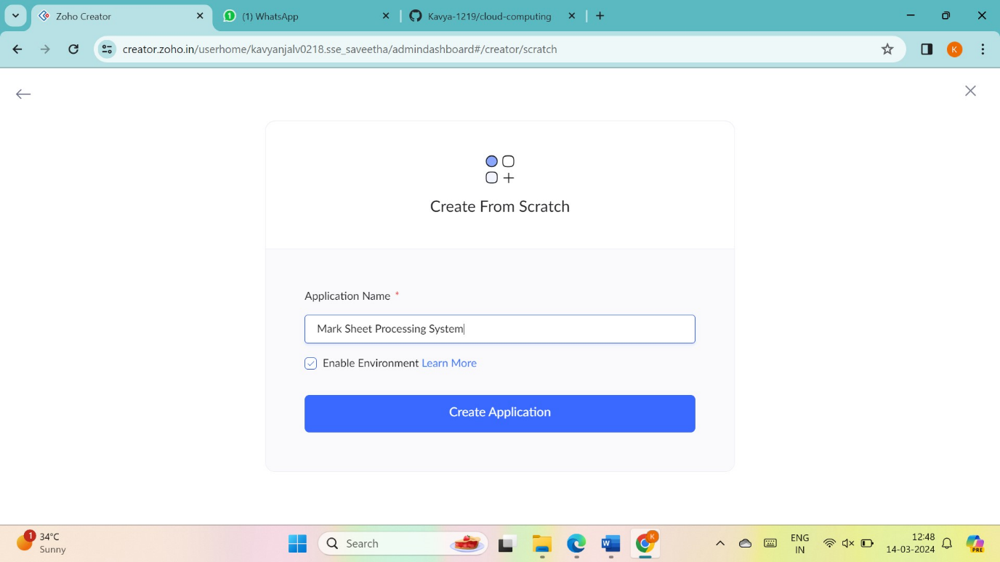 Zoho Creator
1
(1) WhatsApp
Kavya-1219/cloud-computing
creator.zoho.in/userhome/kavyanjalv0218.sse_saveetha/admindashboard#/creator/scratch
K
Create From Scratch
Application Name *
Mark Sheet Processing System
Enable Environment Learn More
Create Application
1
34°C
Sunny
Search
W
K
ENG
IN
12:48
14-03-2024
PRE